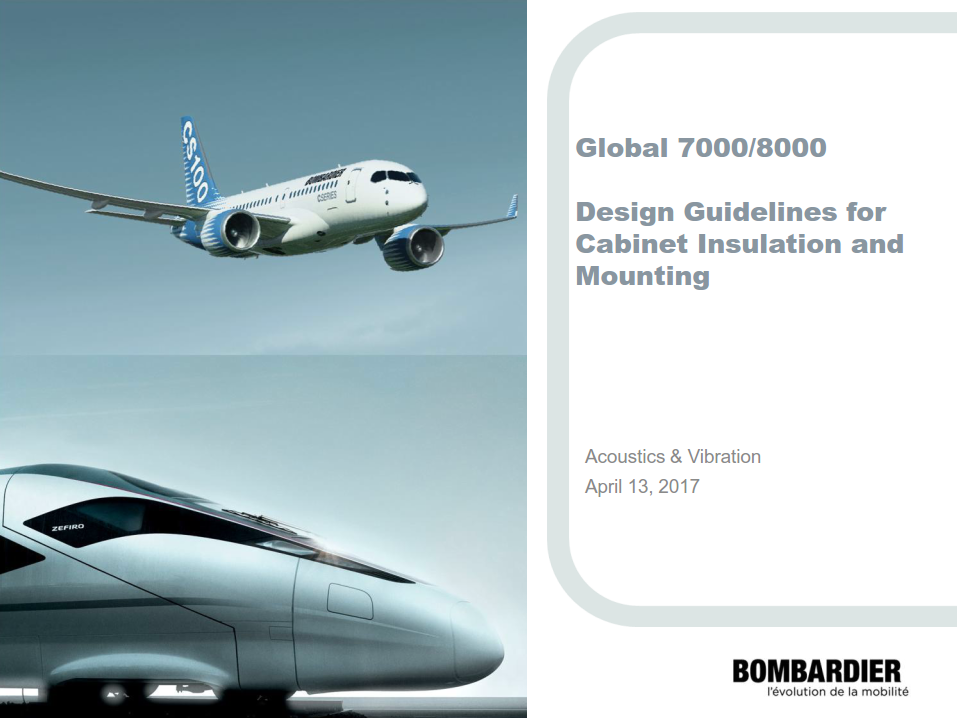 CS100
BOMBARDIER
CSERIES
ZEFIRO
Global 7000/8000
Design Guidelines for
Cabinet Insulation and
Mounting
Acoustics & Vibration
April 13, 2017
BOMBARDIER
l'évolution de la mobilité